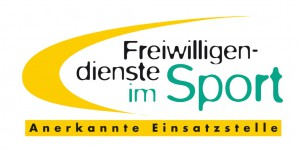 Freiwilligen-
dienste
im Sport
Anerkannte Einsatzstelle